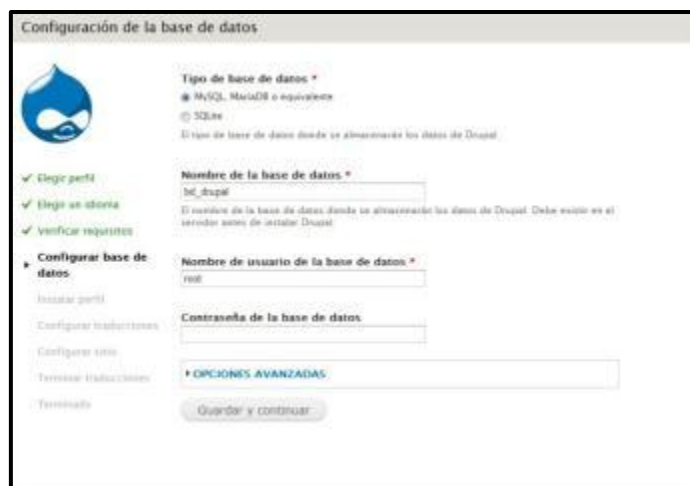 Configuración de la base de datos
Tipo de base de datos *
MySQL, MariaDB o equivalente
SQLite
El tipo de base de datos donde se almacenarán los datos de Drupal.
✓ Elegir perfil
✓ Elegir un idioma
✓ Verificar requisitos
Configurar base de datos
Instalar perfil
Configurar traducciones
Configurar sitio
Terminar traducciones
Terminado
Nombre de la base de datos *
bd_drupal
El nombre de la base de datos donde se almacenarán los datos de Drupal. Debe existir en el
servidor antes de instalar Drupal
Nombre de usuario de la base de datos *
root
Contraseña de la base de datos
OPCIONES AVANZADAS
Guardar y continuar